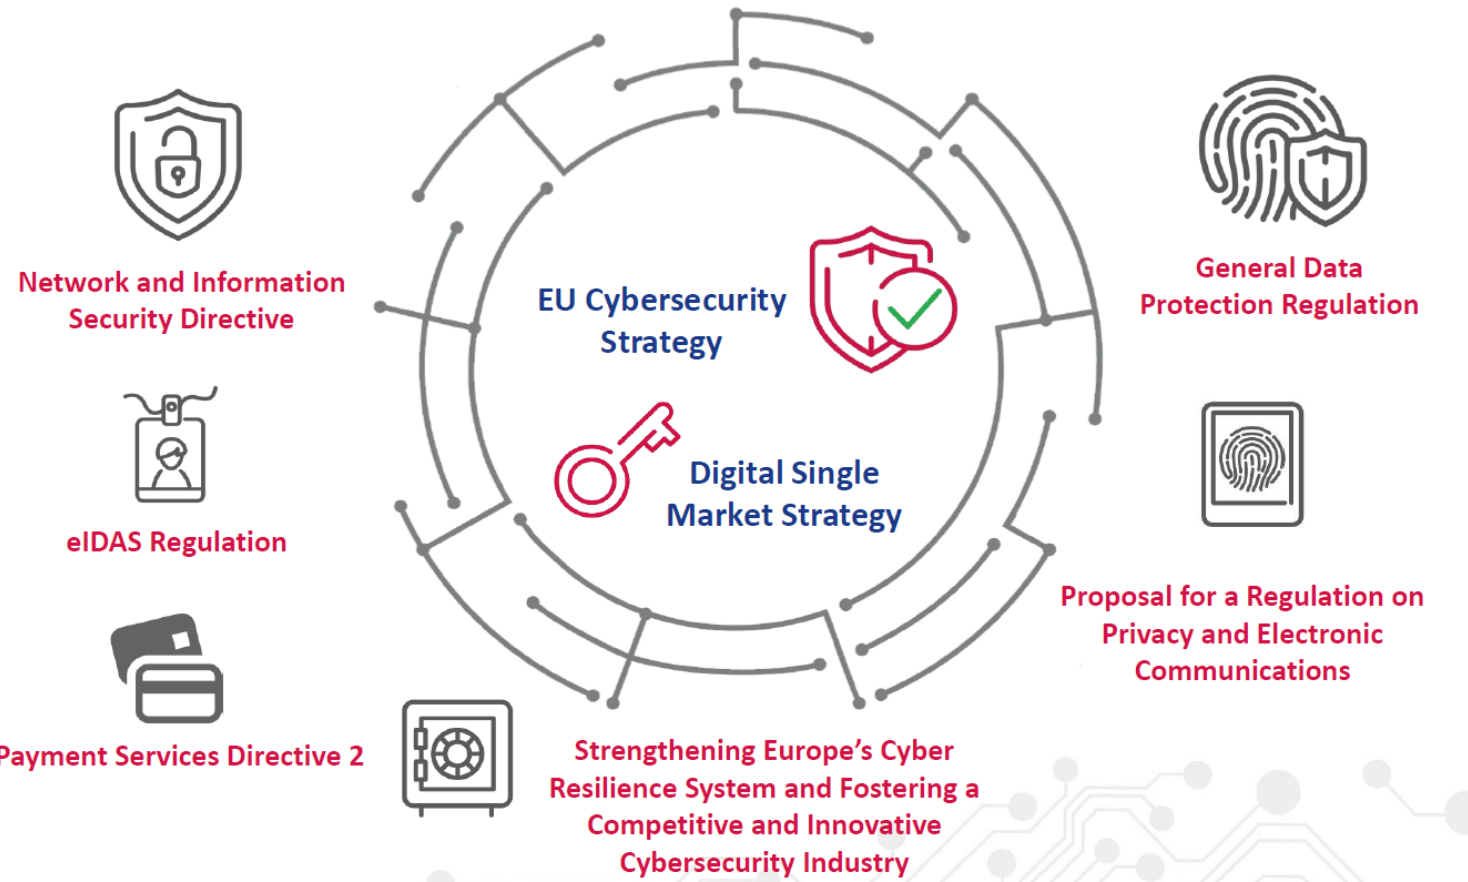 Network and Information
Security Directive
eIDAS Regulation
Payment Services Directive 2
EU Cybersecurity
Strategy
Digital Single
Market Strategy
Strengthening Europe’s Cyber
Resilience System and Fostering a
Competitive and Innovative
Cybersecurity Industry
General Data
Protection Regulation
Proposal for a Regulation on
Privacy and Electronic
Communications